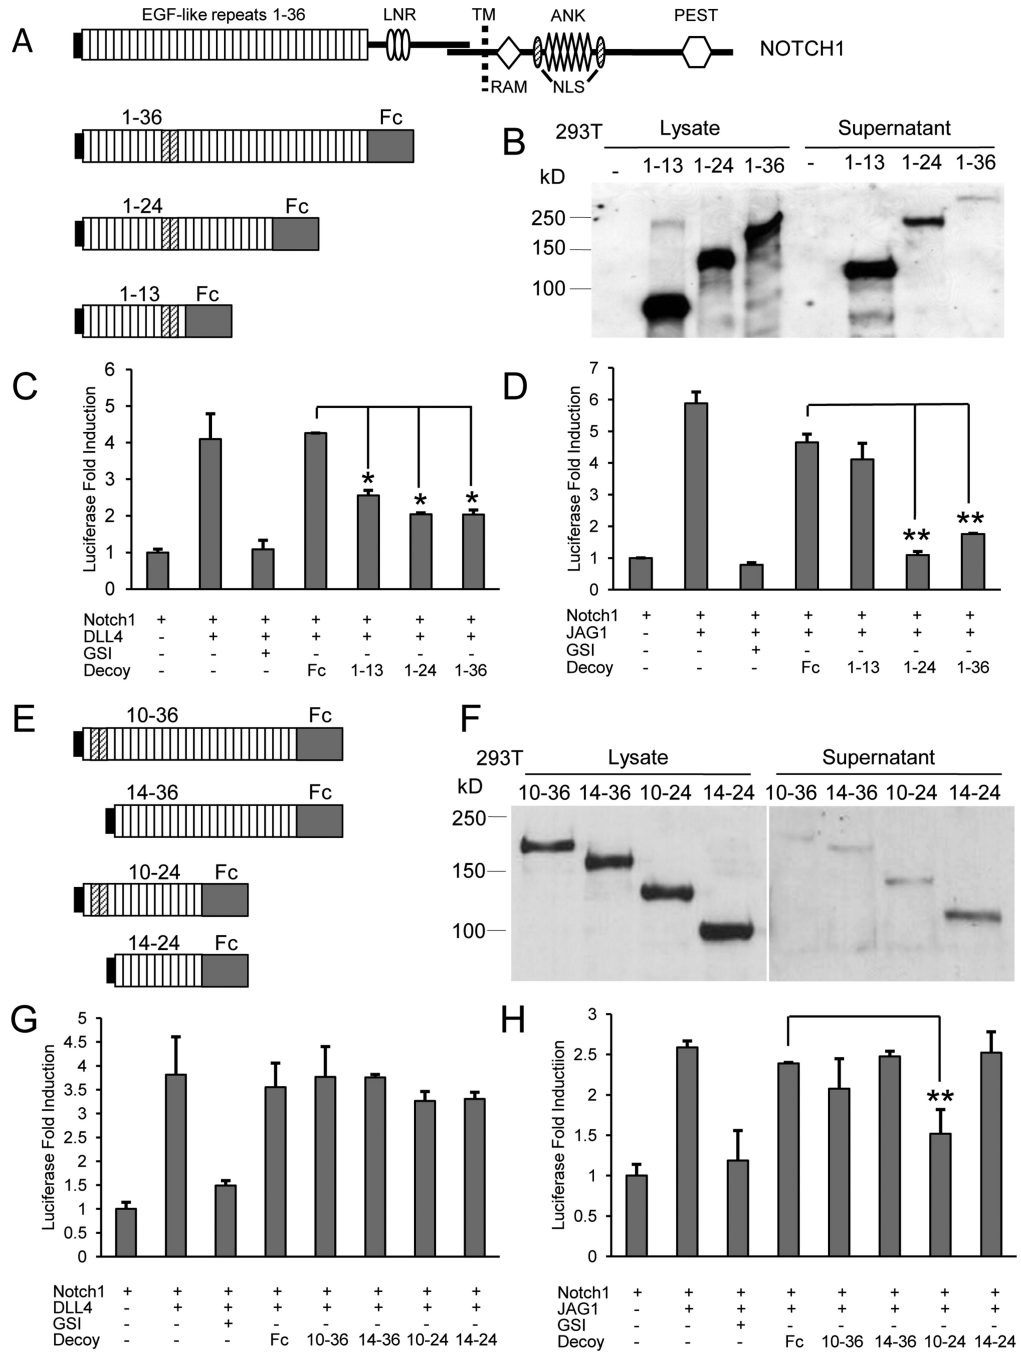 A
EGF-like repeats 1-36 LNR TM ANK PEST
NOTCH1
RAM NLS
1-36 Fc
1-24 Fc
1-13 Fc
B
293T Lysate Supernatant
- 1-13 1-24 1-36 - 1-13 1-24 1-36
kD
250
150
100
C
Luciferase Fold Induction
6
5
4
3
2
1
0
* * *
Notch1 + + + + + + +
DLL4 - + + + + + +
GSI - - +
Decoy - - - Fc 1-13 1-24 1-36
D
Luciferase Fold Induction
7
6
5
4
3
2
1
0
** **
Notch1 + + + + + + +
JAG1 - + + + + + +
GSI - - +
Decoy - - - Fc 1-13 1-24 1-36
E
10-36 Fc
14-36 Fc
10-24 Fc
14-24 Fc
F
293T Lysate Supernatant
kD 10-36 14-36 10-24 14-24 10-36 14-36 10-24 14-24
250
150
100
G
Luciferase Fold Induction
5
4.5
4
3.5
3
2.5
2
1.5
1
0.5
0
Notch1 + + + + + + + +
DLL4 - + + + + + + +
GSI - - +
Decoy - - - Fc 10-36 14-36 10-24 14-24
H
Luciferase Fold Inductiion
3
2.5
2
1.5
1
0.5
0
**
Notch1 + + + + + + + +
JAG1 - + + + + + + +
GSI - - +
Decoy - - - Fc 10-36 14-36 10-24 14-24